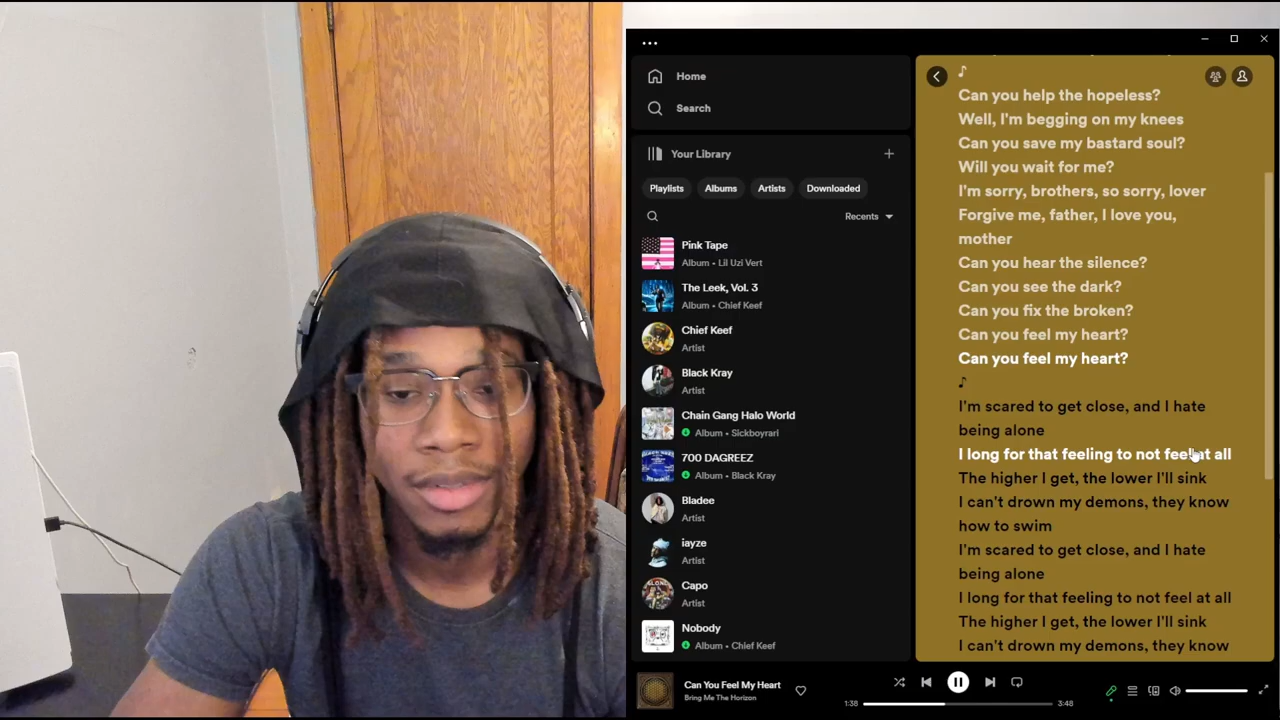 Home
Search
Your Library
Playlists
Albums
Artists
Downloaded
Recents
Pink Tape
Album • Lil Uzi Vert
The Leek, Vol. 3
Album • Chief Keef
Chief Keef
Artist
Black Kray
Artist
Chain Gang Halo World
Album • Sickboyrari
700 DAGREEZ
Album • Black Kray
Bladee
Artist
iayze
Artist
Capo
Artist
Nobody
Album • Chief Keef
♪
Can you help the hopeless?
Well, I'm begging on my knees
Can you save my bastard soul?
Will you wait for me?
I'm sorry, brothers, so sorry, lover
Forgive me, father, I love you,
mother
Can you hear the silence?
Can you see the dark?
Can you fix the broken?
Can you feel my heart?
Can you feel my heart?
♪
I'm scared to get close, and I hate
being alone
I long for that feeling to not feel at all
The higher I get, the lower I'll sink
I can't drown my demons, they know
how to swim
I'm scared to get close, and I hate
being alone
I long for that feeling to not feel at all
The higher I get, the lower I'll sink
I can't drown my demons, they know
Can You Feel My Heart
Bring Me The Horizon
1:38
3:48